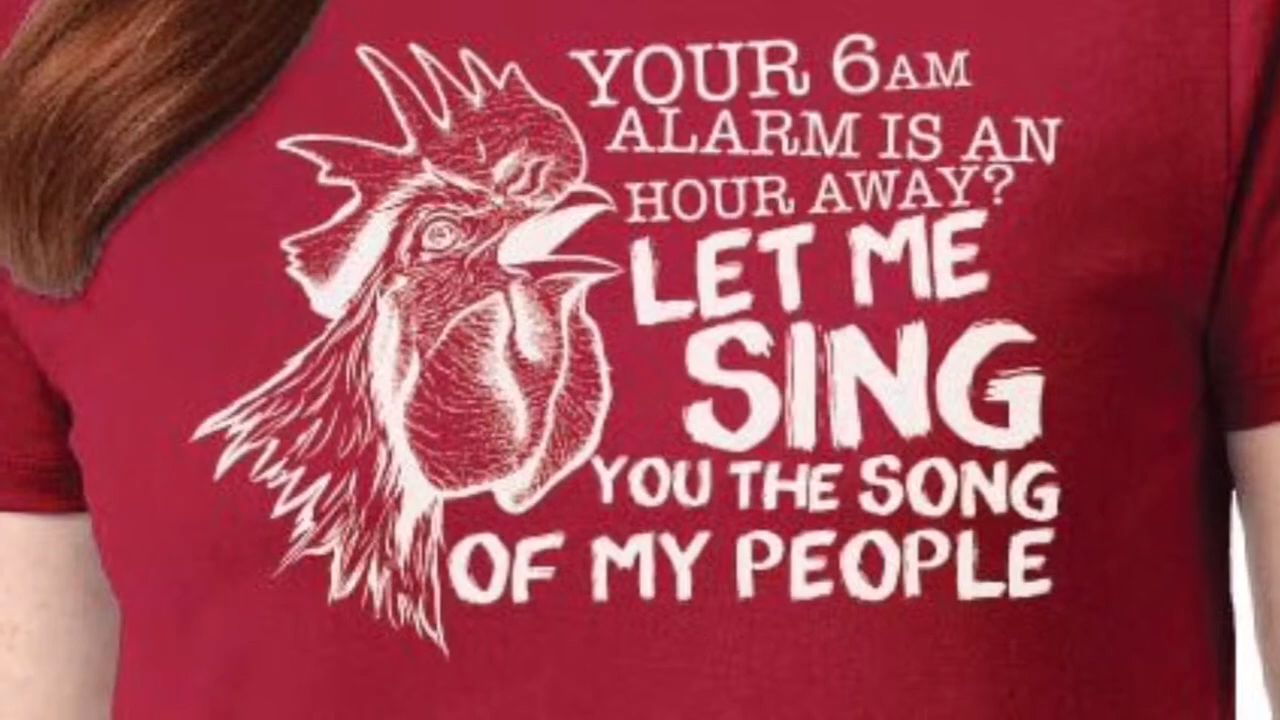 YOUR 6AM
ALARM IS AN
HOUR AWAY?
LET ME
SING
YOU THE SONG
OF MY PEOPLE